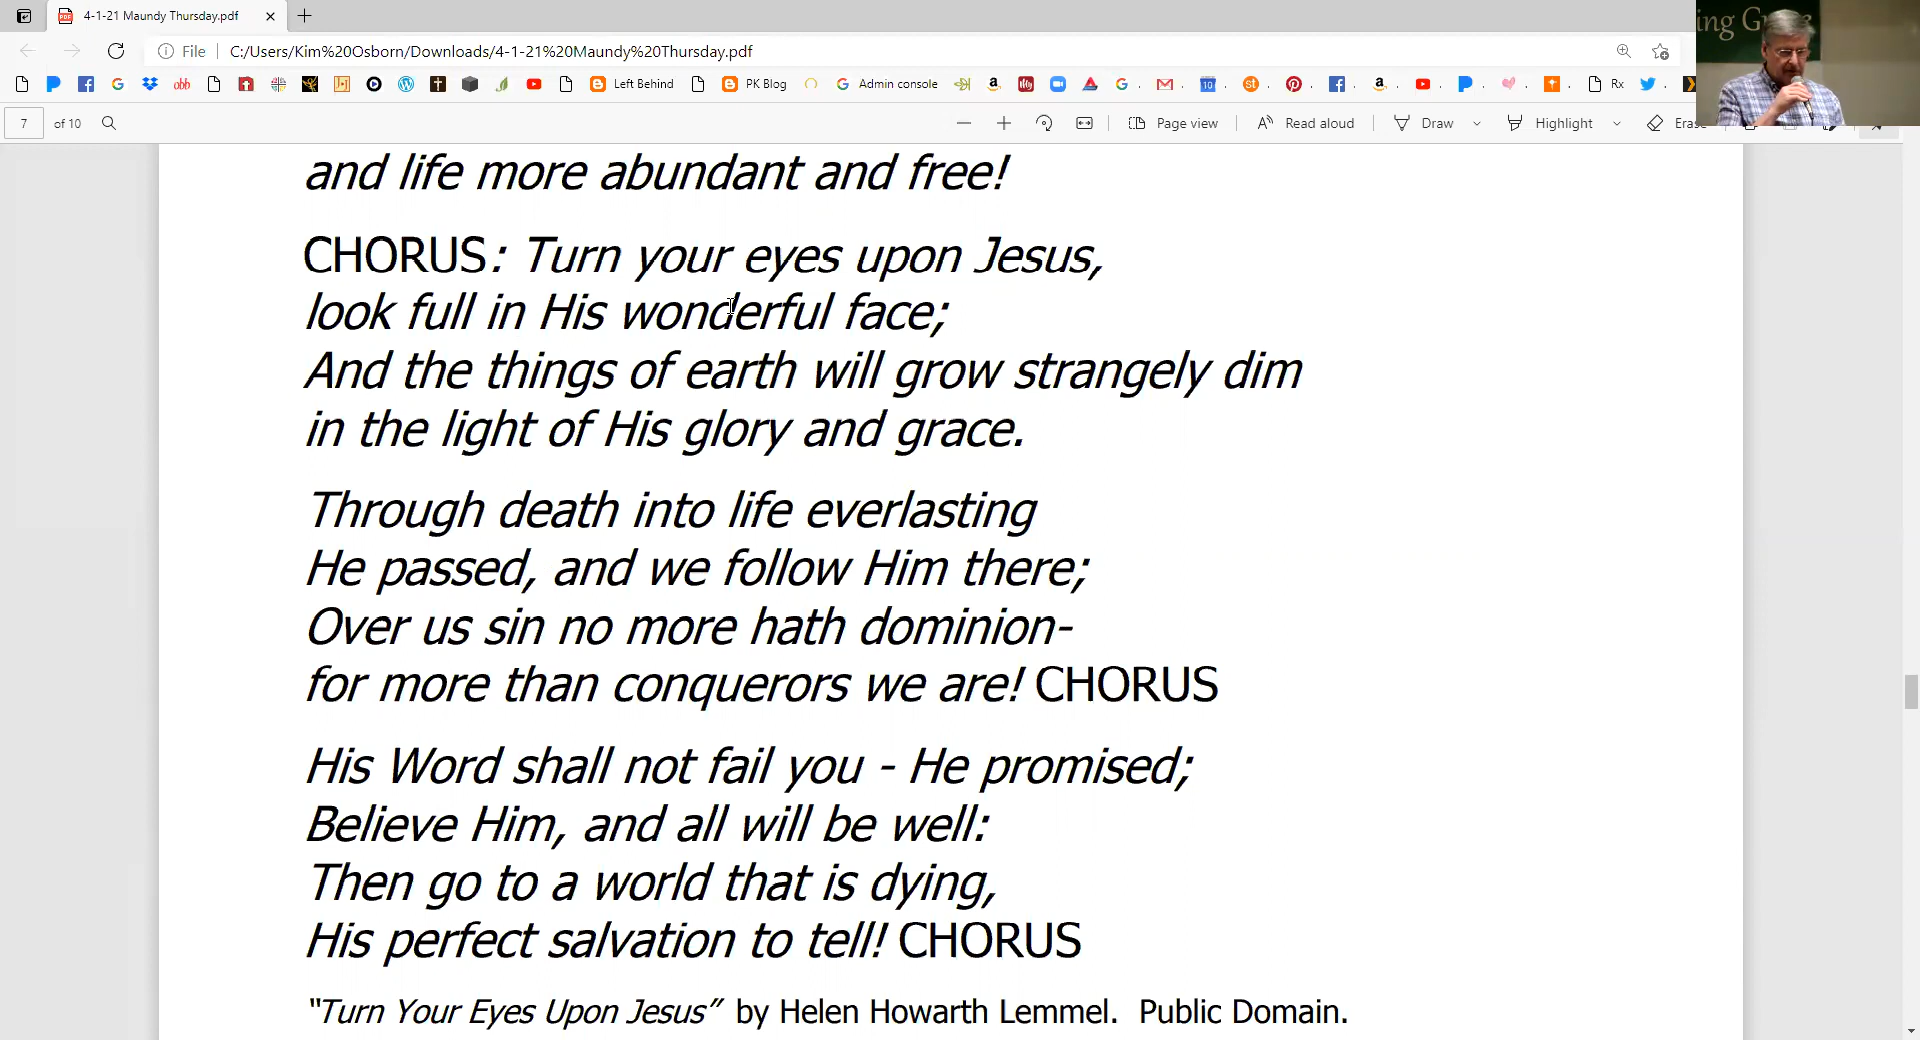 4-1-21 Maundy Thursday.pdf
File C:/Users/Kim%20Osborn/Downloads/4-1-21%20Maundy%20Thursday.pdf
Left Behind PK Blog Admin console Rx
7 of 10 Page view Read aloud Draw Highlight
and life more abundant and free!
CHORUS: Turn your eyes upon Jesus,
look full in His wonderful face;
And the things of earth will grow strangely dim
in the light of His glory and grace.
Through death into life everlasting
He passed, and we follow Him there;
Over us sin no more hath dominion-
for more than conquerors we are! CHORUS
His Word shall not fail you - He promised;
Believe Him, and all will be well:
Then go to a world that is dying,
His perfect salvation to tell! CHORUS
"Turn Your Eyes Upon Jesus" by Helen Howarth Lemmel. Public Domain.